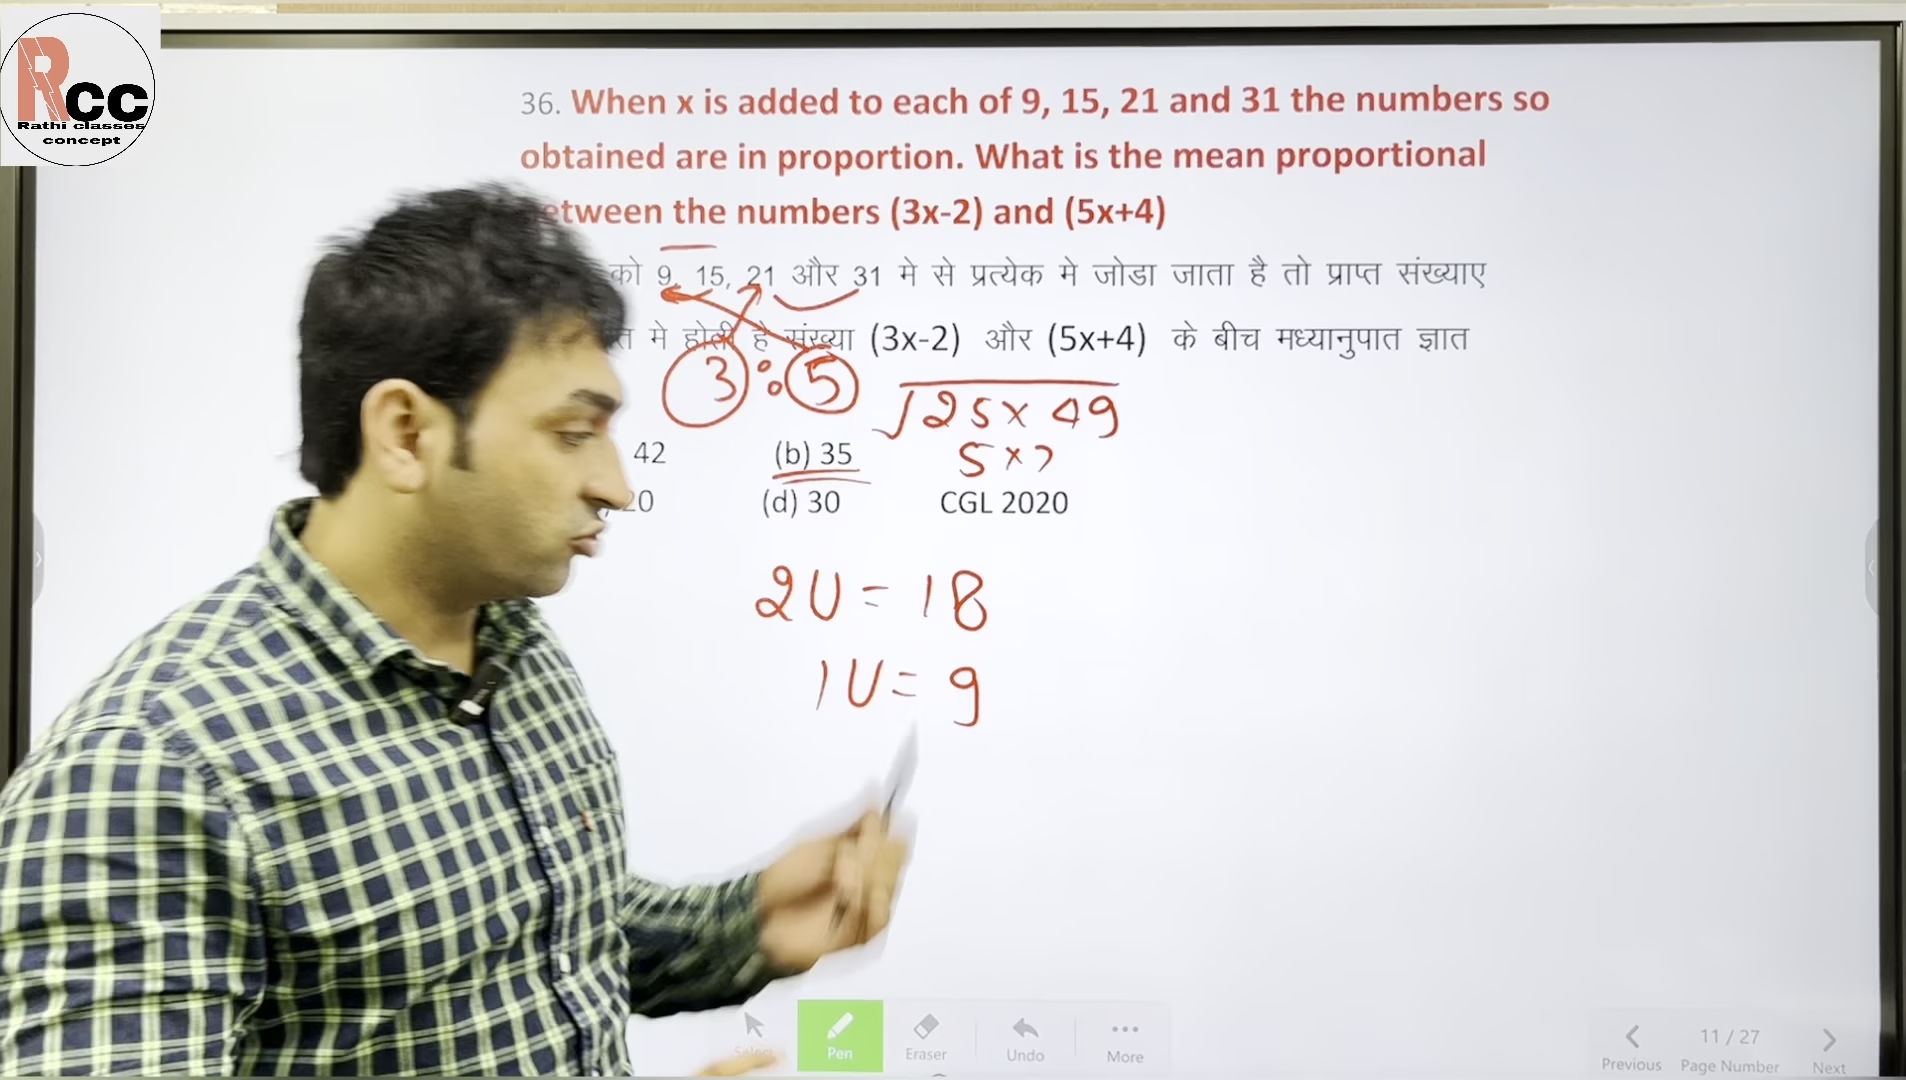 Rcc
Rathi classes
concept
36. When x is added to each of 9, 15, 21 and 31 the numbers so
obtained are in proportion. What is the mean proportional
etween the numbers (3x-2) and (5x+4)
को 9, 15, 21 और 31 मे से प्रत्येक मे जोडा जाता है तो प्राप्त संख्याए
मे होती है संख्या (3x-2) और (5x+4) के बीच मध्यानुपात ज्ञात
3 : 5 √25 × 49
42 (b) 35 5 × 7
20 (d) 30 CGL 2020
2U = 18
1U = 9
Select Pen Eraser Undo More
11 / 27
Previous Page Number Next